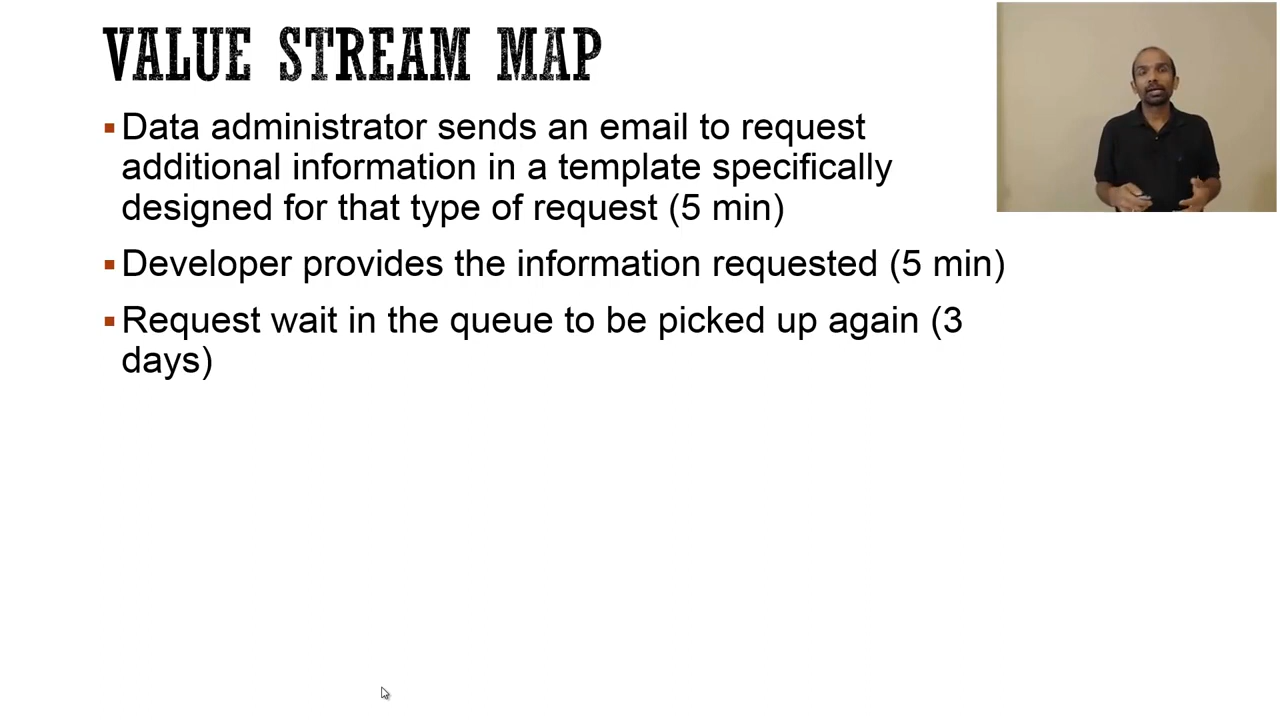 VALUE STREAM MAP
▪Data administrator sends an email to request
additional information in a template specifically
designed for that type of request (5 min)
▪Developer provides the information requested (5 min)
▪Request wait in the queue to be picked up again (3
days)